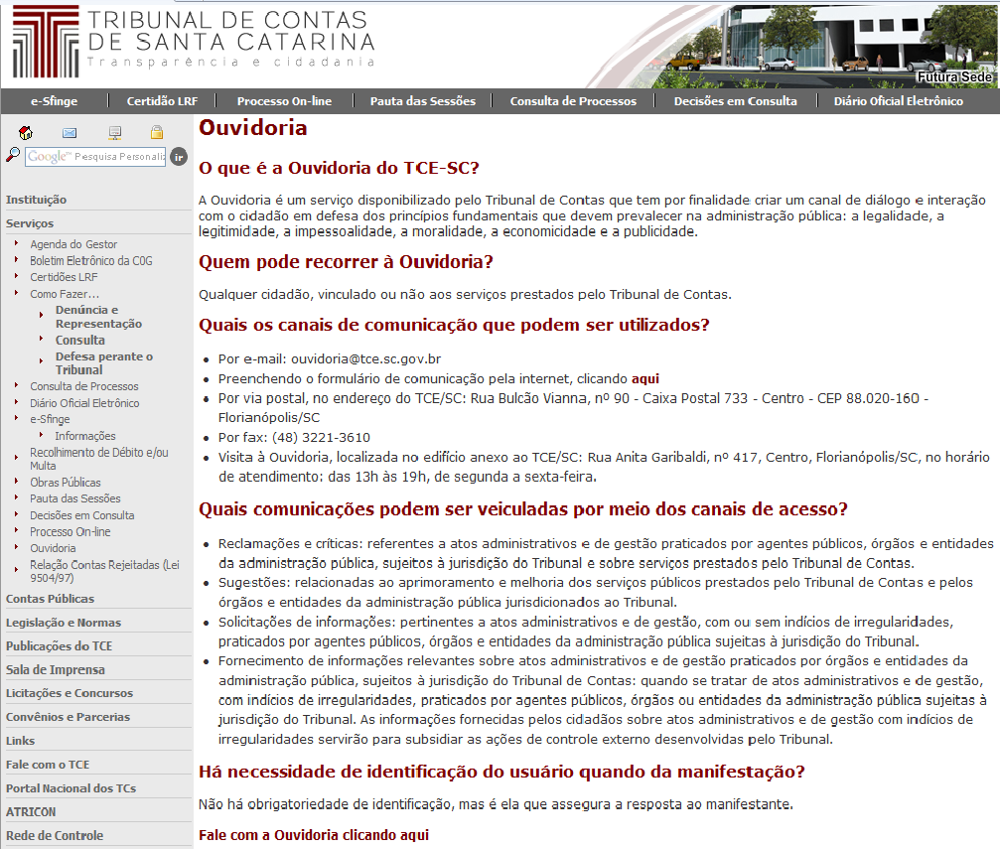 TRIBUNAL DE CONTAS
DE SANTA CATARINA
Transparência e cidadania
Futura Sede
e-Sfinge
Certidão LRF
Processo On-line
Pauta das Sessões
Consulta de Processos
Decisões em Consulta
Diário Oficial Eletrônico
Google™ Pesquisa Personaliz
ir
Instituição
Serviços
Agenda do Gestor
Boletim Eletrônico da COG
Certidões LRF
Como Fazer...
Denúncia e
Representação
Consulta
Defesa perante o
Tribunal
Consulta de Processos
Diário Oficial Eletrônico
e-Sfinge
Informações
Recolhimento de Débito e/ou
Multa
Obras Públicas
Pauta das Sessões
Decisões em Consulta
Processo On-line
Ouvidoria
Relação Contas Rejeitadas (Lei
9504/97)
Contas Públicas
Legislação e Normas
Publicações do TCE
Sala de Imprensa
Licitações e Concursos
Convênios e Parcerias
Links
Fale com o TCE
Portal Nacional dos TCs
ATRICON
Rede de Controle
Ouvidoria
O que é a Ouvidoria do TCE-SC?
A Ouvidoria é um serviço disponibilizado pelo Tribunal de Contas que tem por finalidade criar um canal de diálogo e interação
com o cidadão em defesa dos princípios fundamentais que devem prevalecer na administração pública: a legalidade, a
legitimidade, a impessoalidade, a moralidade, a economicidade e a publicidade.
Quem pode recorrer à Ouvidoria?
Qualquer cidadão, vinculado ou não aos serviços prestados pelo Tribunal de Contas.
Quais os canais de comunicação que podem ser utilizados?
Por e-mail: ouvidoria@tce.sc.gov.br
Preenchendo o formulário de comunicação pela internet, clicando aqui
Por via postal, no endereço do TCE/SC: Rua Bulcão Vianna, nº 90 - Caixa Postal 733 - Centro - CEP 88.020-160 -
Florianópolis/SC
Por fax: (48) 3221-3610
Visita à Ouvidoria, localizada no edifício anexo ao TCE/SC: Rua Anita Garibaldi, nº 417, Centro, Florianópolis/SC, no horário
de atendimento: das 13h às 19h, de segunda a sexta-feira.
Quais comunicações podem ser veiculadas por meio dos canais de acesso?
Reclamações e críticas: referentes a atos administrativos e de gestão praticados por agentes públicos, órgãos e entidades
da administração pública, sujeitos à jurisdição do Tribunal e sobre serviços prestados pelo Tribunal de Contas.
Sugestões: relacionadas ao aprimoramento e melhoria dos serviços públicos prestados pelo Tribunal de Contas e pelos
órgãos e entidades da administração pública jurisdicionados ao Tribunal.
Solicitações de informações: pertinentes a atos administrativos e de gestão, com ou sem indícios de irregularidades,
praticados por agentes públicos, órgãos e entidades da administração pública sujeitas à jurisdição do Tribunal.
Fornecimento de informações relevantes sobre atos administrativos e de gestão praticados por órgãos e entidades da
administração pública, sujeitos à jurisdição do Tribunal de Contas: quando se tratar de atos administrativos e de gestão,
com indícios de irregularidades, praticados por agentes públicos, órgãos ou entidades da administração pública sujeitas à
jurisdição do Tribunal. As informações fornecidas pelos cidadãos sobre atos administrativos e de gestão com indícios de
irregularidades servirão para subsidiar as ações de controle externo desenvolvidas pelo Tribunal.
Há necessidade de identificação do usuário quando da manifestação?
Não há obrigatoriedade de identificação, mas é ela que assegura a resposta ao manifestante.
Fale com a Ouvidoria clicando aqui